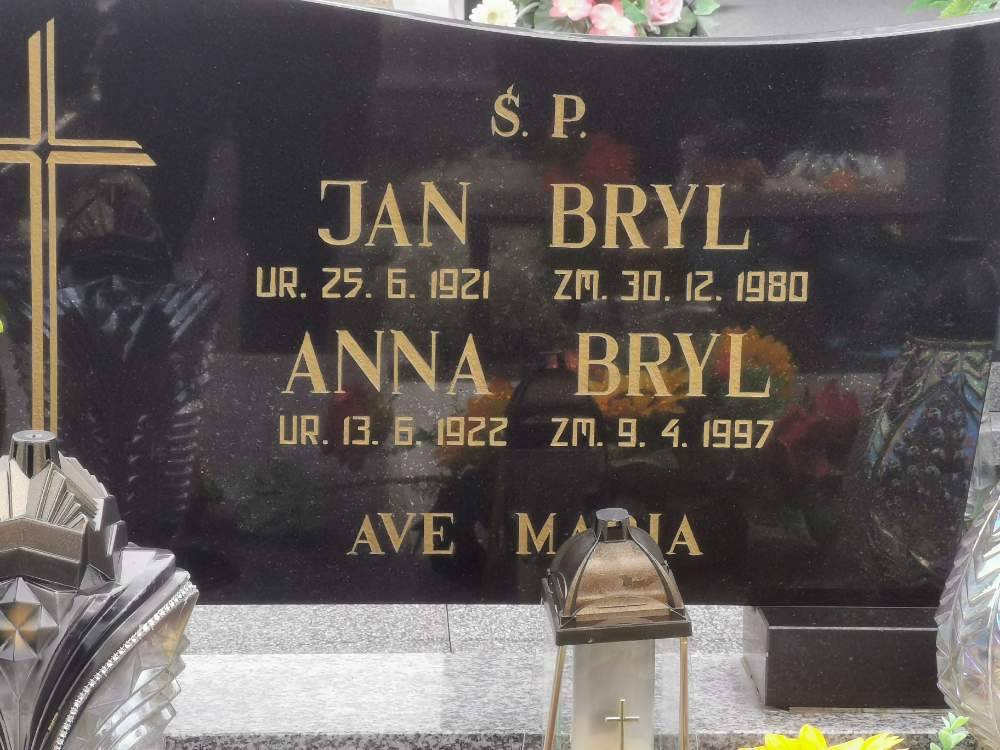 Ś. P.
JAN BRYL
UR. 25. 6. 1921 ZM. 30. 12. 1980
ANNA BRYL
UR. 13. 6. 1922 ZM. 9. 4. 1997
AVE MARIA